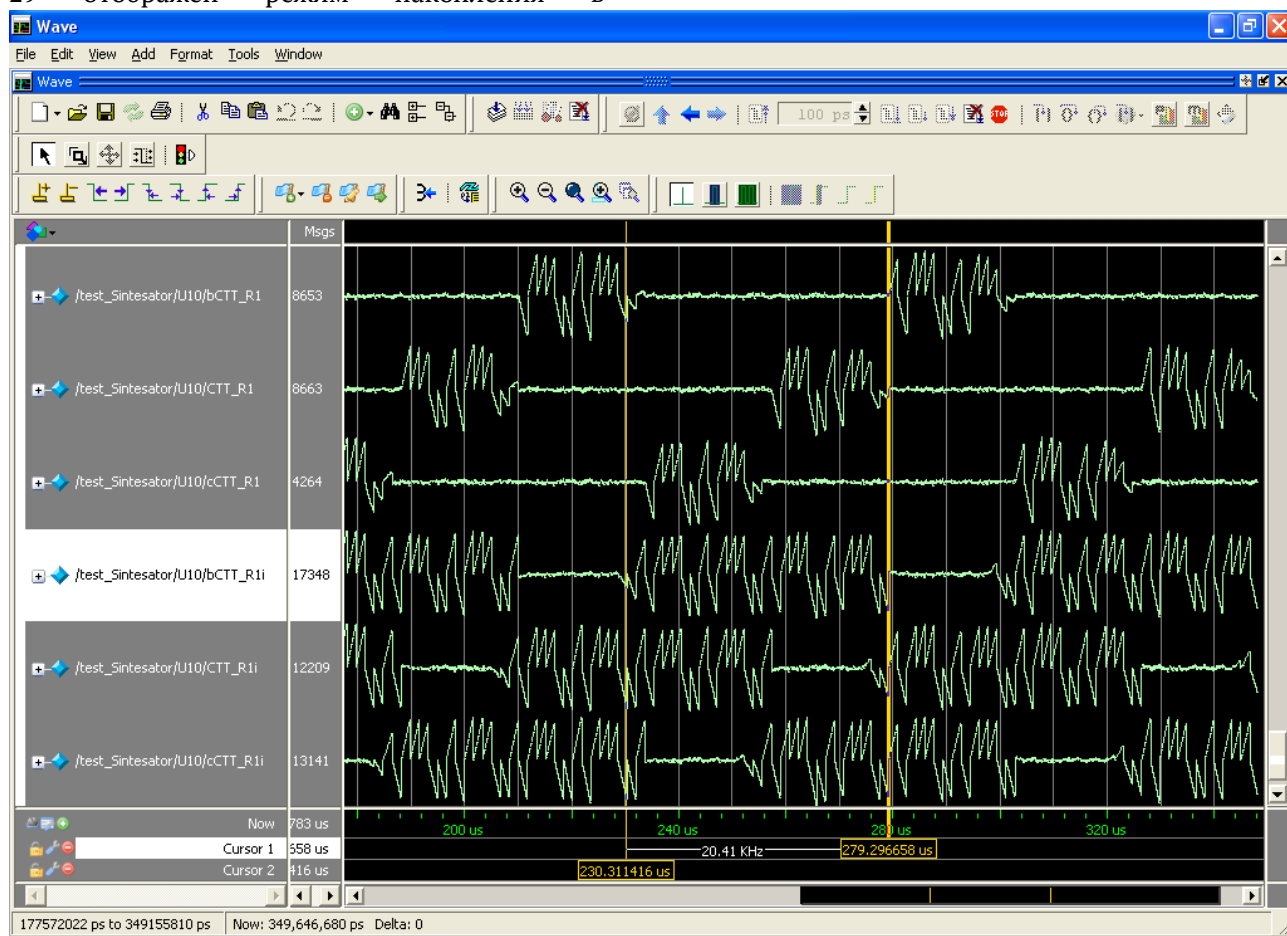 29 отображен режим накопления в
Wave
File Edit View Add Format Tools Window
Wave
100 ps
STOP
Msgs
/test_Sintesator/U10/bCTT_R1 8653
/test_Sintesator/U10/CTT_R1 8663
/test_Sintesator/U10/cCTT_R1 4264
/test_Sintesator/U10/bCTT_R1i 17348
/test_Sintesator/U10/CTT_R1i 12209
/test_Sintesator/U10/cCTT_R1i 13141
Now 783 us 200 us 240 us 280 us 320 us
Cursor 1 658 us 20.41 KHz 279.296658 us
Cursor 2 416 us 230.311416 us
177572022 ps to 349155810 ps Now: 349,646,680 ps Delta: 0